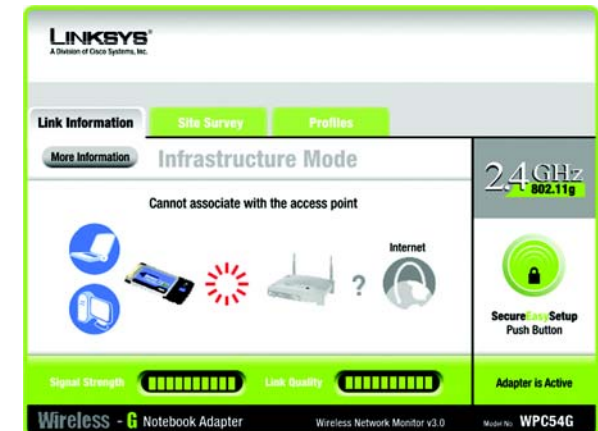 LINKSYS®
A Division of Cisco Systems, Inc.
Link Information
Site Survey
Profiles
More Information
Infrastructure Mode
2.4 GHz
802.11g
Cannot associate with the access point
Internet
?
SecureEasySetup
Push Button
Signal Strength
Link Quality
Adapter is Active
Wireless - G Notebook Adapter
Wireless Network Monitor v3.0
Model No. WPC54G